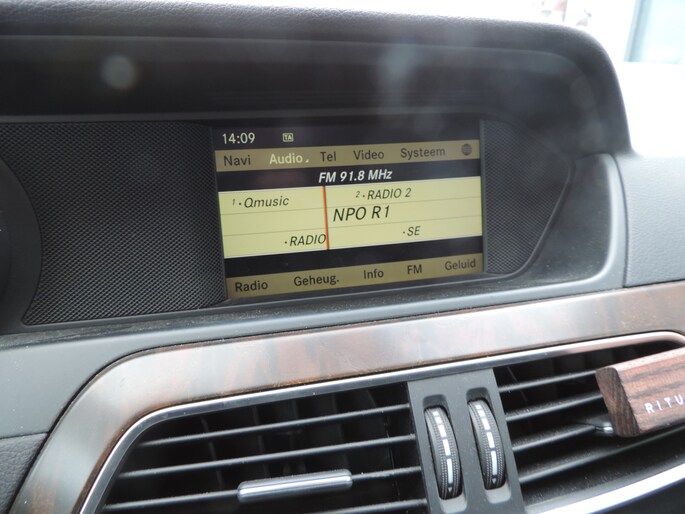 14:09 TA
Navi Audio Tel Video Systeem
FM 91.8 MHz
1 · Qmusic 2 · RADIO 2
NPO R1
· RADIO · SE
Radio Geheug. Info FM Geluid
RITU